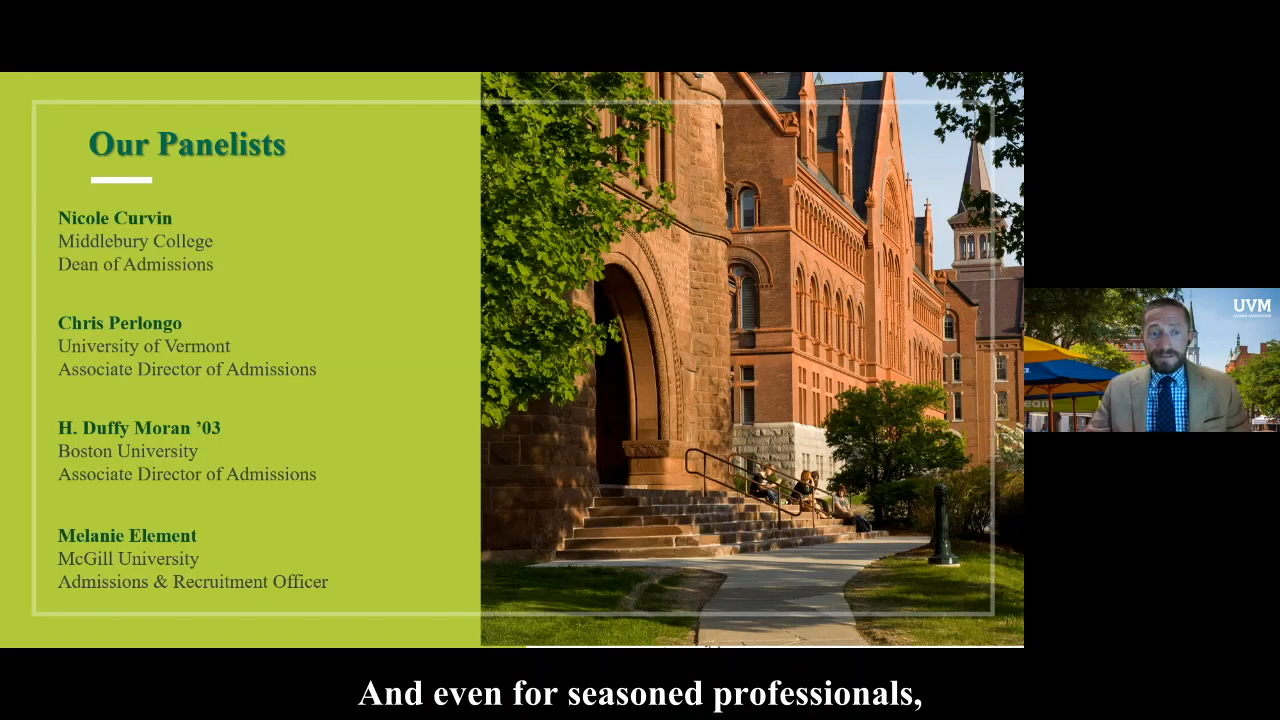 Our Panelists
Nicole Curvin
Middlebury College
Dean of Admissions
Chris Perlongo
University of Vermont
Associate Director of Admissions
H. Duffy Moran ’03
Boston University
Associate Director of Admissions
Melanie Element
McGill University
Admissions & Recruitment Officer
UVM
ALUMNI ASSOCIATION
And even for seasoned professionals,